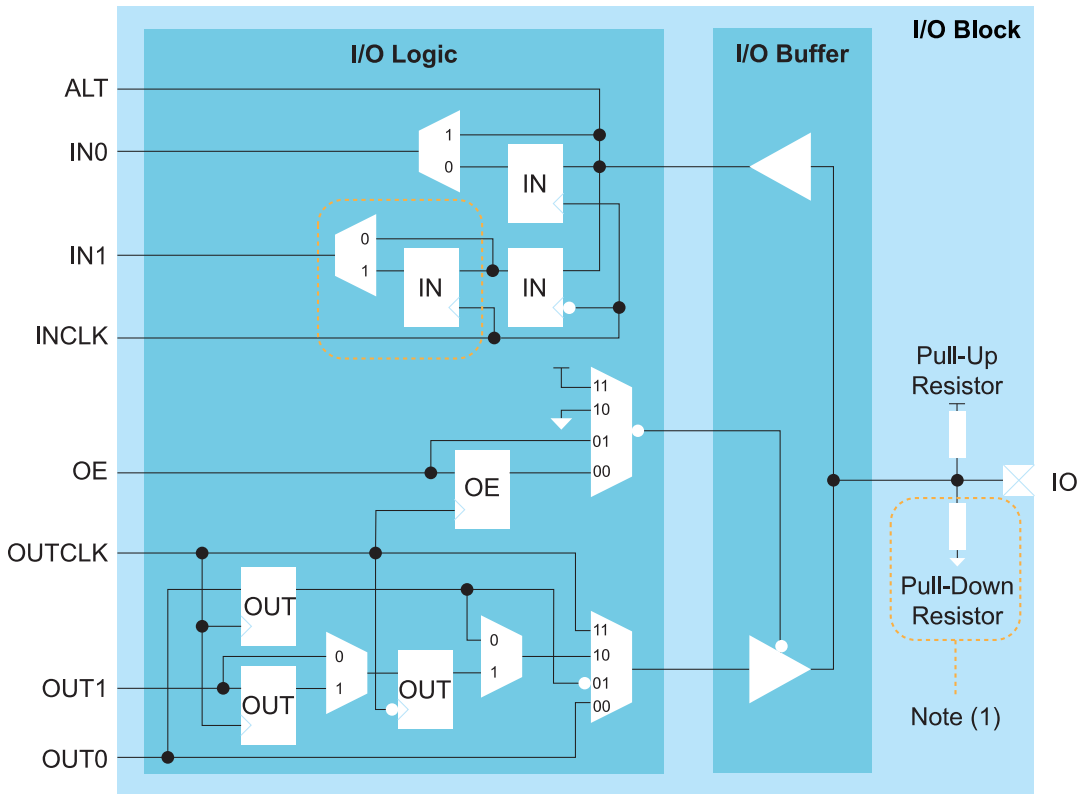 I/O Block
I/O Logic
I/O Buffer
ALT
1
IN0
0
IN
0
IN1
1
IN
IN
INCLK
Pull-Up
Resistor
11
10
01
OE
00
OE
IO
OUTCLK
Pull-Down
Resistor
OUT
0
11
0
10
1
01
OUT1
1
OUT
OUT
00
Note (1)
OUT0